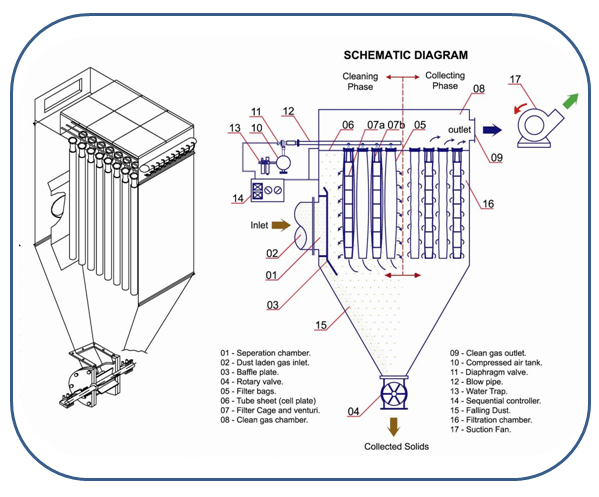 SCHEMATIC DIAGRAM
Cleaning Phase
Collecting Phase
17
08
11
12
13
10
06
07a
07b
05
outlet
09
14
16
Inlet
02
01
03
15
04
Collected Solids
01 - Seperation chamber.
02 - Dust laden gas inlet.
03 - Baffle plate.
04 - Rotary valve.
05 - Filter bags.
06 - Tube sheet (cell plate)
07 - Filter Cage and venturi.
08 - Clean gas chamber.
09 - Clean gas outlet.
10 - Compressed air tank.
11 - Diaphragm valve.
12 - Blow pipe.
13 - Water Trap.
14 - Sequential controller.
15 - Falling Dust.
16 - Filtration chamber.
17 - Suction Fan.